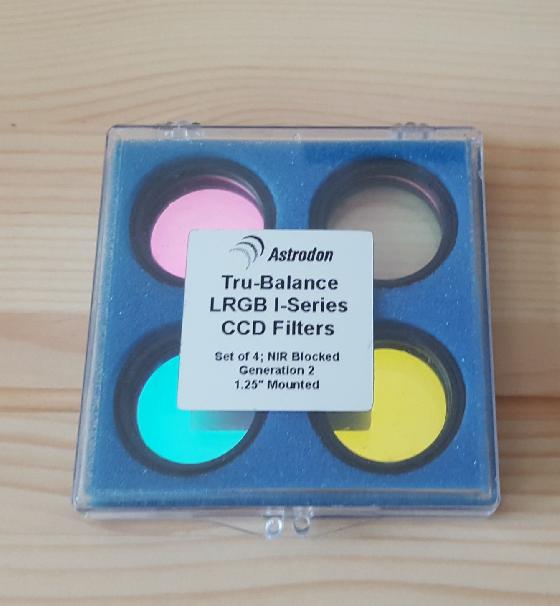 Astrodon
Tru-Balance
LRGB I-Series
CCD Filters
Set of 4; NIR Blocked
Generation 2
1.25" Mounted